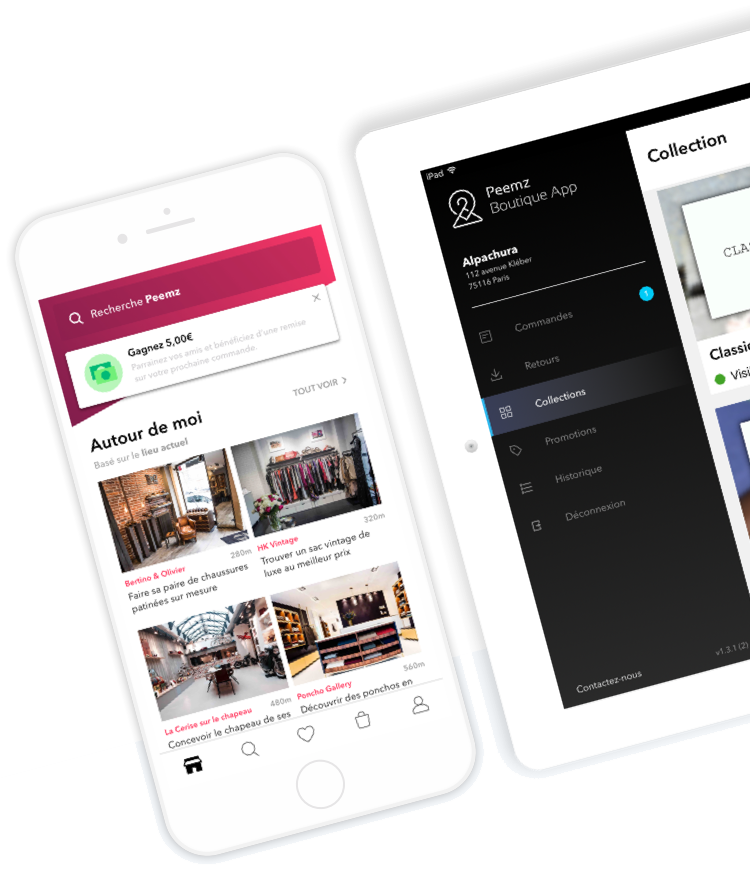 Recherche Peemz
Gagnez 5,00€
Parrainez vos amis et bénéficiez d'une remise
sur votre prochaine commande.
TOUT VOIR
Autour de moi
Basé sur le lieu actuel
Bertino & Olivier 280m
Faire sa paire de chaussures
patinées sur mesure
HK Vintage 320m
Trouver un sac vintage de
luxe au meilleur prix
La Cerise sur le chapeau 480m
Concevoir le chapeau de ses
Poncho Gallery 560m
Découvrir des ponchos en
iPad
Peemz
Boutique App
Alpachura
112 avenue Kléber
75116 Paris
Commandes 1
Retours
Collections
Promotions
Historique
Déconnexion
Contactez-nous
v1.3.1 (2)
Collection
CLA
Classi
Visi